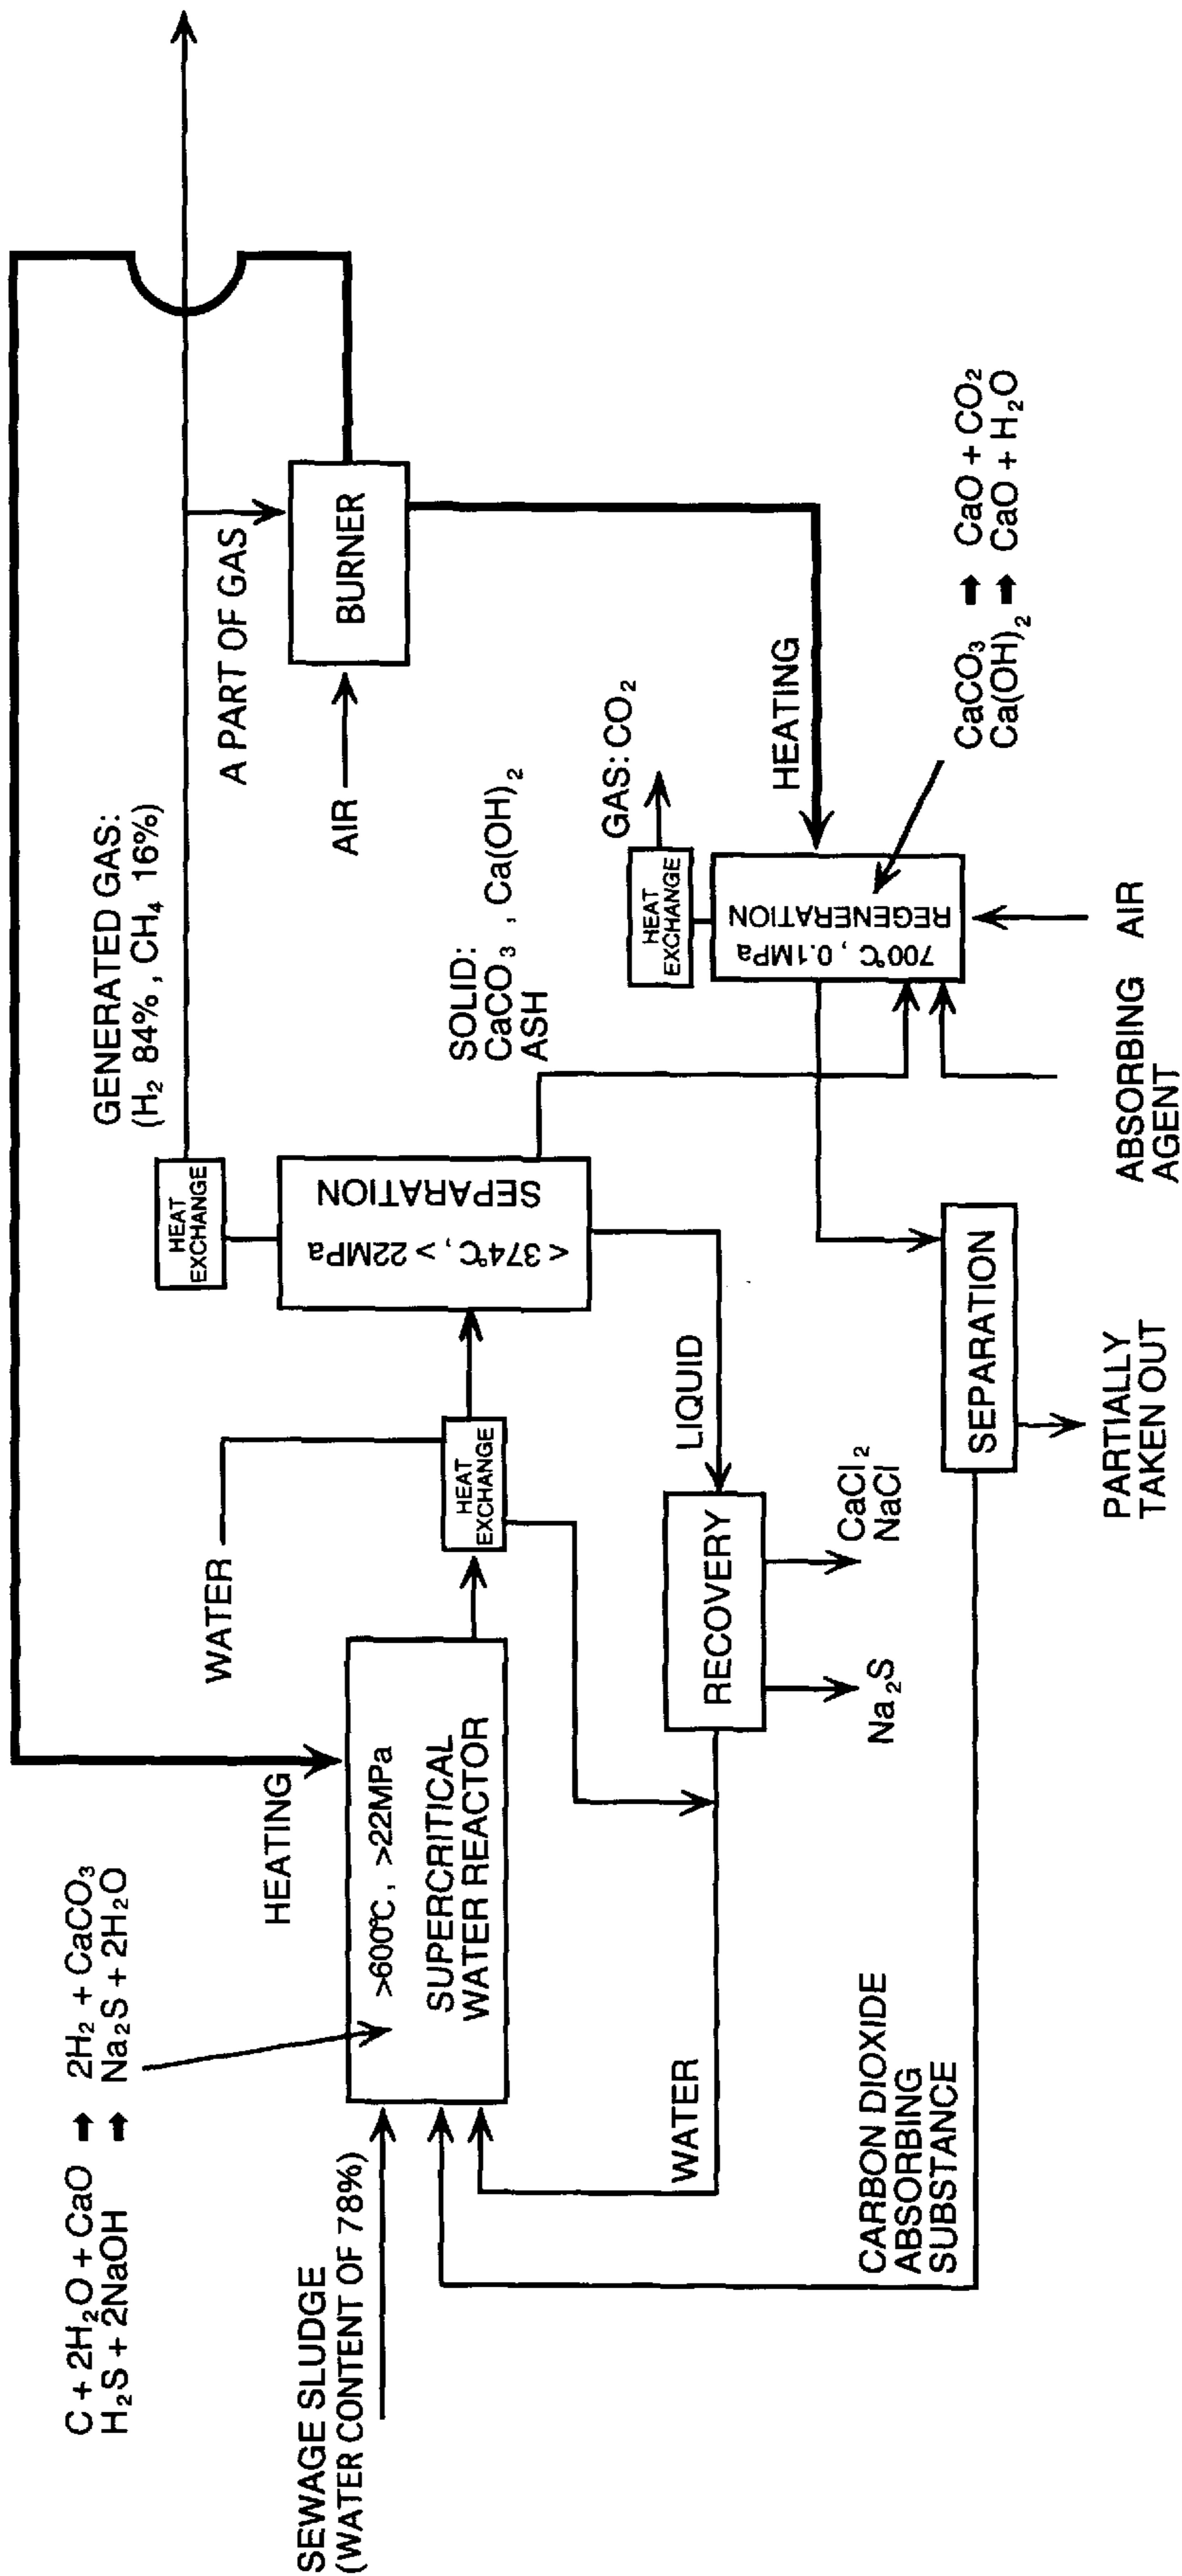 C + 2H₂O + CaO ➡ 2H₂ + CaCO₃
H₂S + 2NaOH ➡ Na₂S + 2H₂O
HEATING
SEWAGE SLUDGE
(WATER CONTENT OF 78%)
>600℃, >22MPa
SUPERCRITICAL
WATER REACTOR
WATER
HEAT
EXCHANGE
GENERATED GAS:
(H₂ 84%, CH₄ 16%)
HEAT
EXCHANGE
SEPARATION
<374℃, >22MPa
A PART OF GAS
AIR
BURNER
SOLID:
CaCO₃, Ca(OH)₂
ASH
GAS: CO₂
HEAT
EXCHANGE
HEATING
REGENERATION
700℃, 0.1MPa
CaCO₃ ➡ CaO + CO₂
Ca(OH)₂ ➡ CaO + H₂O
LIQUID
RECOVERY
CaCl₂
NaCl
Na₂S
WATER
CARBON DIOXIDE
ABSORBING
SUBSTANCE
SEPARATION
PARTIALLY
TAKEN OUT
ABSORBING
AGENT
AIR